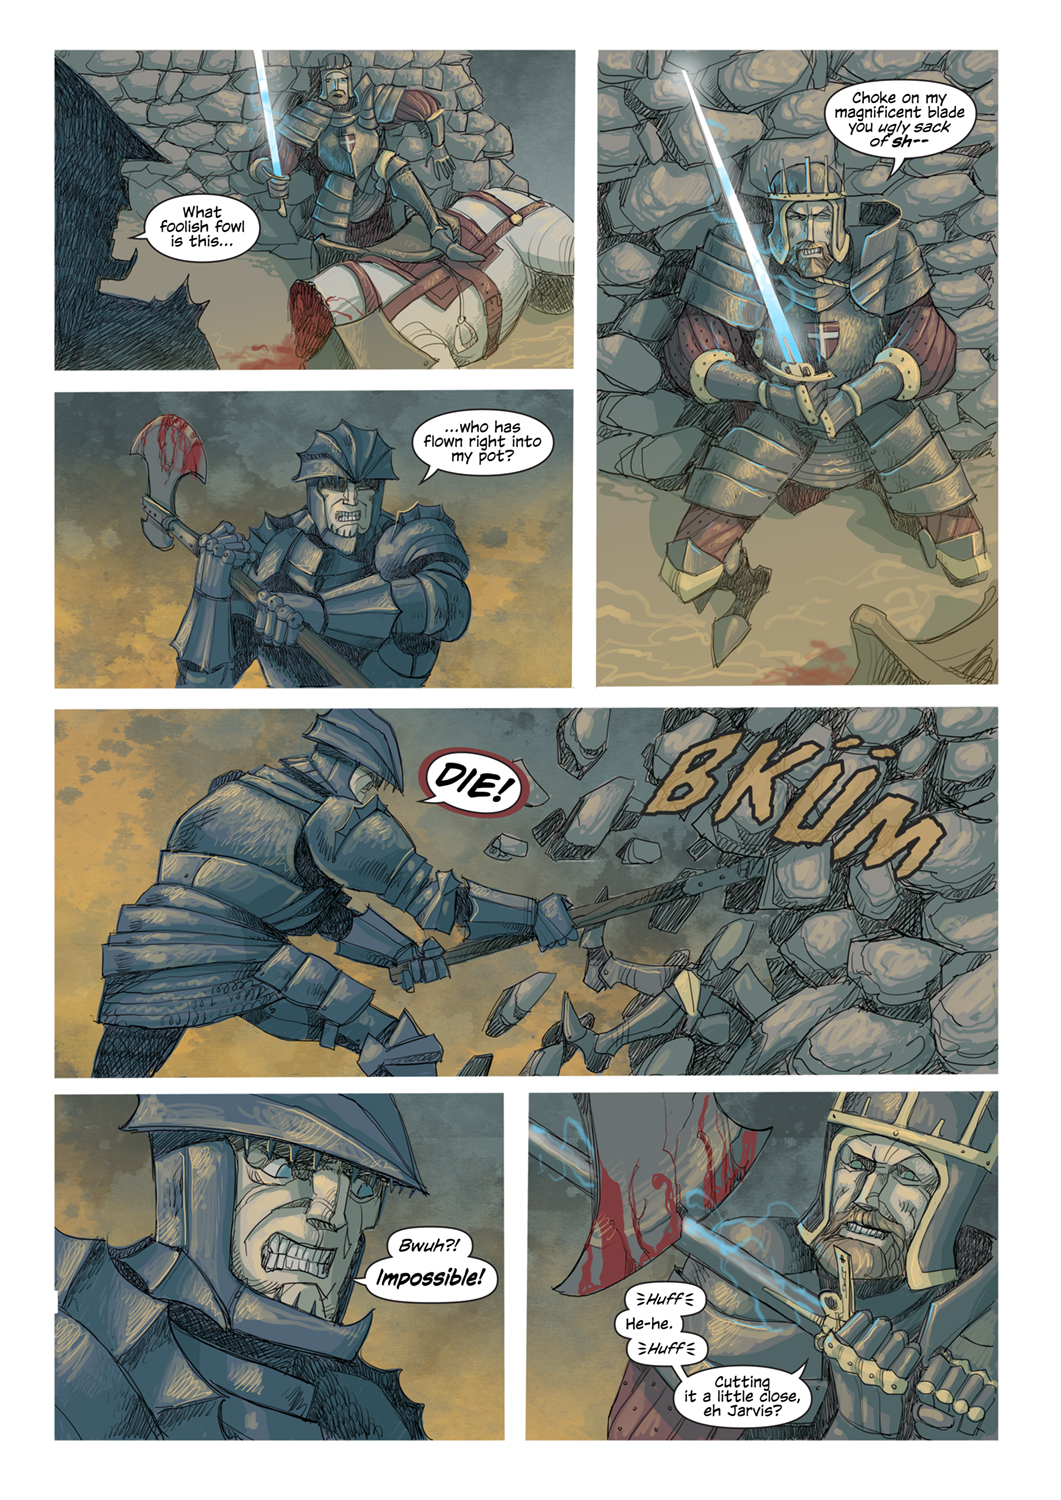 What
foolish fowl
is this...
...who has
flown right into
my pot?
Choke on my
magnificent blade
you ugly sack
of sh--
DIE!
BKÜM
Bwuh?!
Impossible!
Huff
He-he.
Huff
Cutting
it a little close,
eh Jarvis?